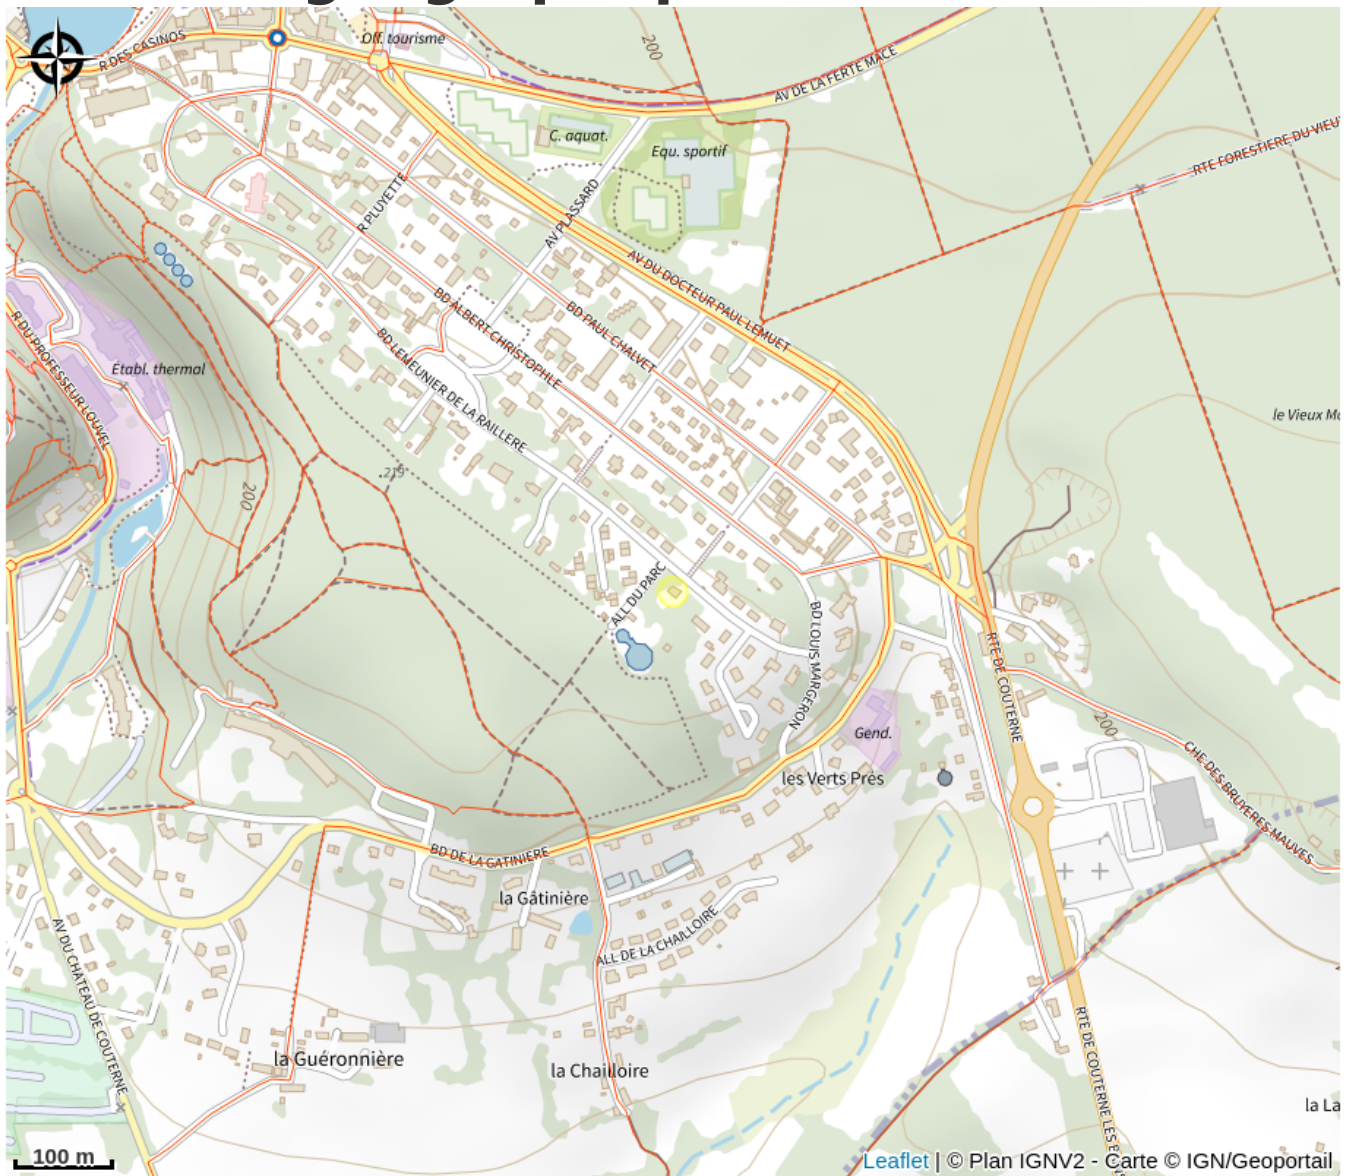 Off. tourisme
R DES CASINOS
200
AV DE LA FERTE MACE
C. aquat.
Equ. sportif
RTE FORESTIERE DU VIEUX
R PLUYETTE
AV PLASSARD
AV DU DOCTEUR PAUL LEMUET
BD ALBERT CHRISTOPHLE
BD PAUL CHALVET
BD LEMEUNIER DE LA RAILLERE
R DU PROFESSEUR LOUVEL
Établ. thermal
le Vieux Mo
.219
200
ALL DU PARC
BD LOUIS MARGERON
RTE DE COUTERNE
Gend.
200
les Verts Prés
CHE DES BRUYERES MAUVES
BD DE LA GATINIERE
la Gâtinière
ALL DE LA CHAILLOIRE
AV DU CHATEAU DE COUTERNE
la Guéronnière
la Chailloire
RTE DE COUTERNE LES
la La
100 m
Leaflet | © Plan IGNV2 - Carte © IGN/Geoportail